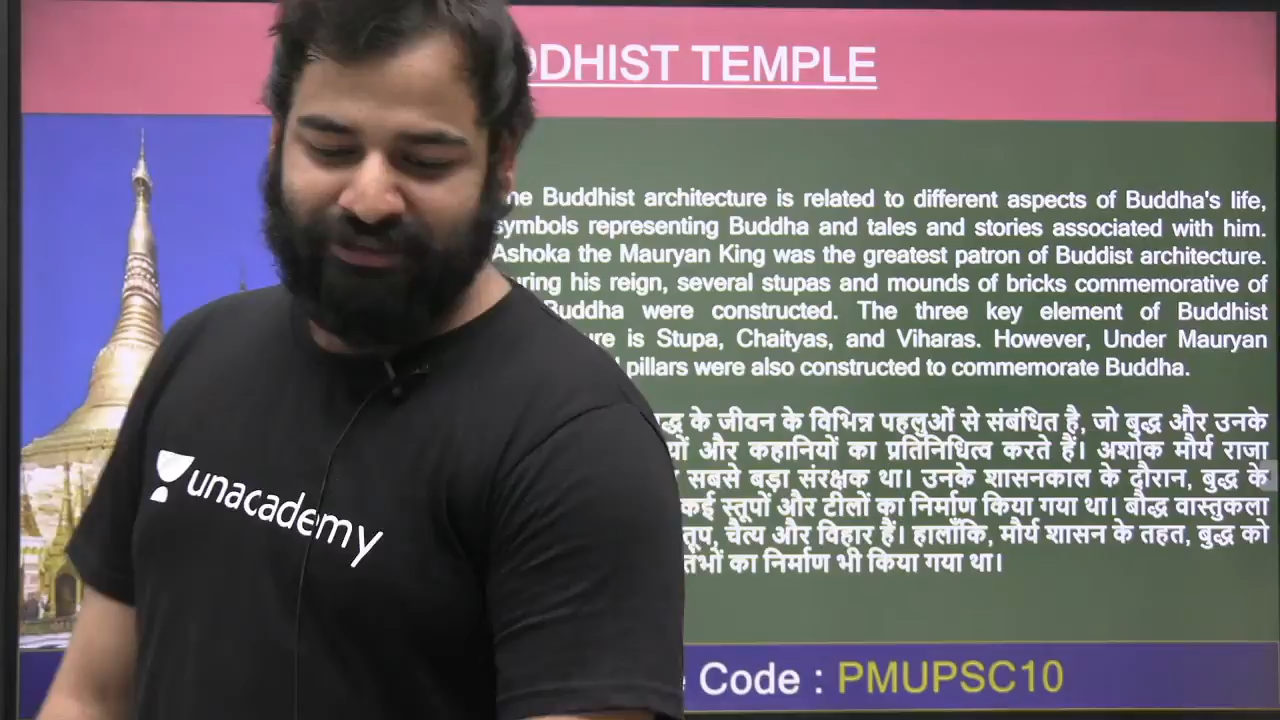 DDHIST TEMPLE
Buddhist architecture is related to different aspects of Buddha's life,
symbols representing Buddha and tales and stories associated with him.
Ashoka the Mauryan King was the greatest patron of Buddist architecture.
uring his reign, several stupas and mounds of bricks commemorative of
Buddha were constructed. The three key element of Buddhist
ure is Stupa, Chaityas, and Viharas. However, Under Mauryan
pillars were also constructed to commemorate Buddha.
द्ध के जीवन के विभिन्न पहलुओं से संबंधित है, जो बुद्ध और उनके
यों और कहानियों का प्रतिनिधित्व करते हैं। अशोक मौर्य राजा
सबसे बड़ा संरक्षक था। उनके शासनकाल के दौरान, बुद्ध के
कई स्तूपों और टीलों का निर्माण किया गया था। बौद्ध वास्तुकला
तूप, चैत्य और विहार हैं। हालाँकि, मौर्य शासन के तहत, बुद्ध को
तंभों का निर्माण भी किया गया था।
unacademy
Code : PMUPSC10